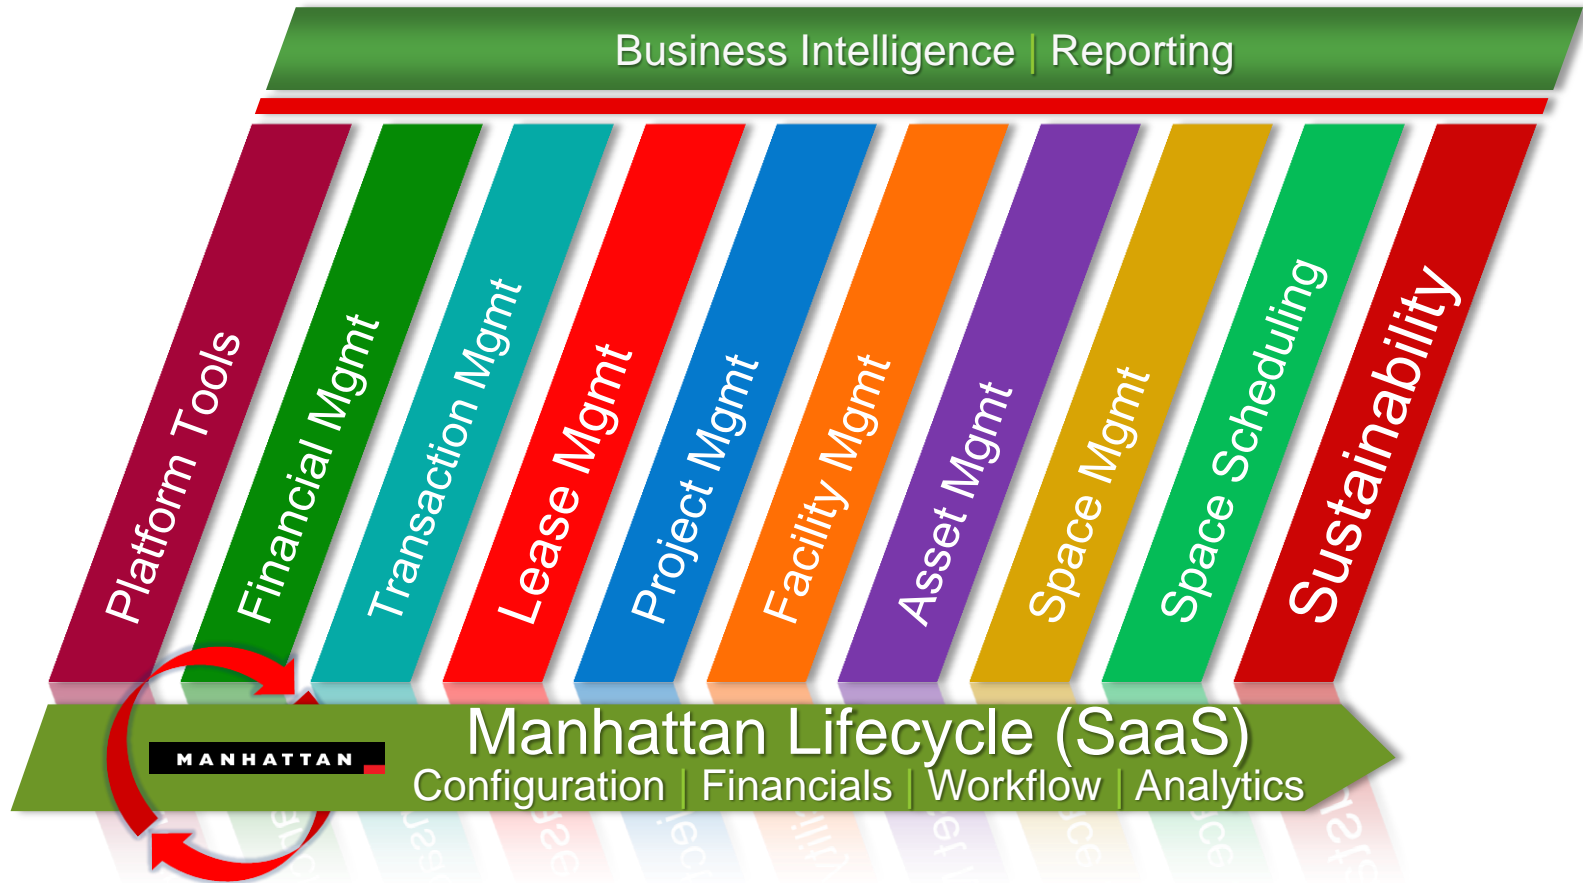 Business Intelligence | Reporting
Platform Tools
Financial Mgmt
Transaction Mgmt
Lease Mgmt
Project Mgmt
Facility Mgmt
Asset Mgmt
Space Mgmt
Space Scheduling
Sustainability
MANHATTAN
Manhattan Lifecycle (SaaS)
Configuration | Financials | Workflow | Analytics